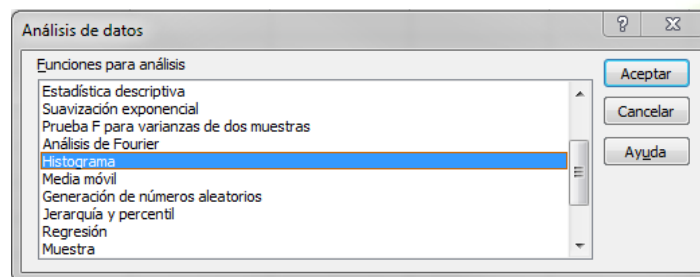 Análisis de datos
Funciones para análisis
Estadística descriptiva
Suavización exponencial
Prueba F para varianzas de dos muestras
Análisis de Fourier
Histograma
Media móvil
Generación de números aleatorios
Jerarquía y percentil
Regresión
Muestra
Aceptar
Cancelar
Ayuda